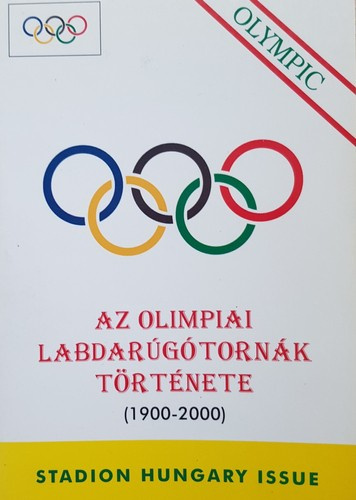 OLYMPIC
AZ OLIMPIAI
LABDARÚGÓTORNÁK
TÖRTÉNETE
(1900-2000)
STADION HUNGARY ISSUE